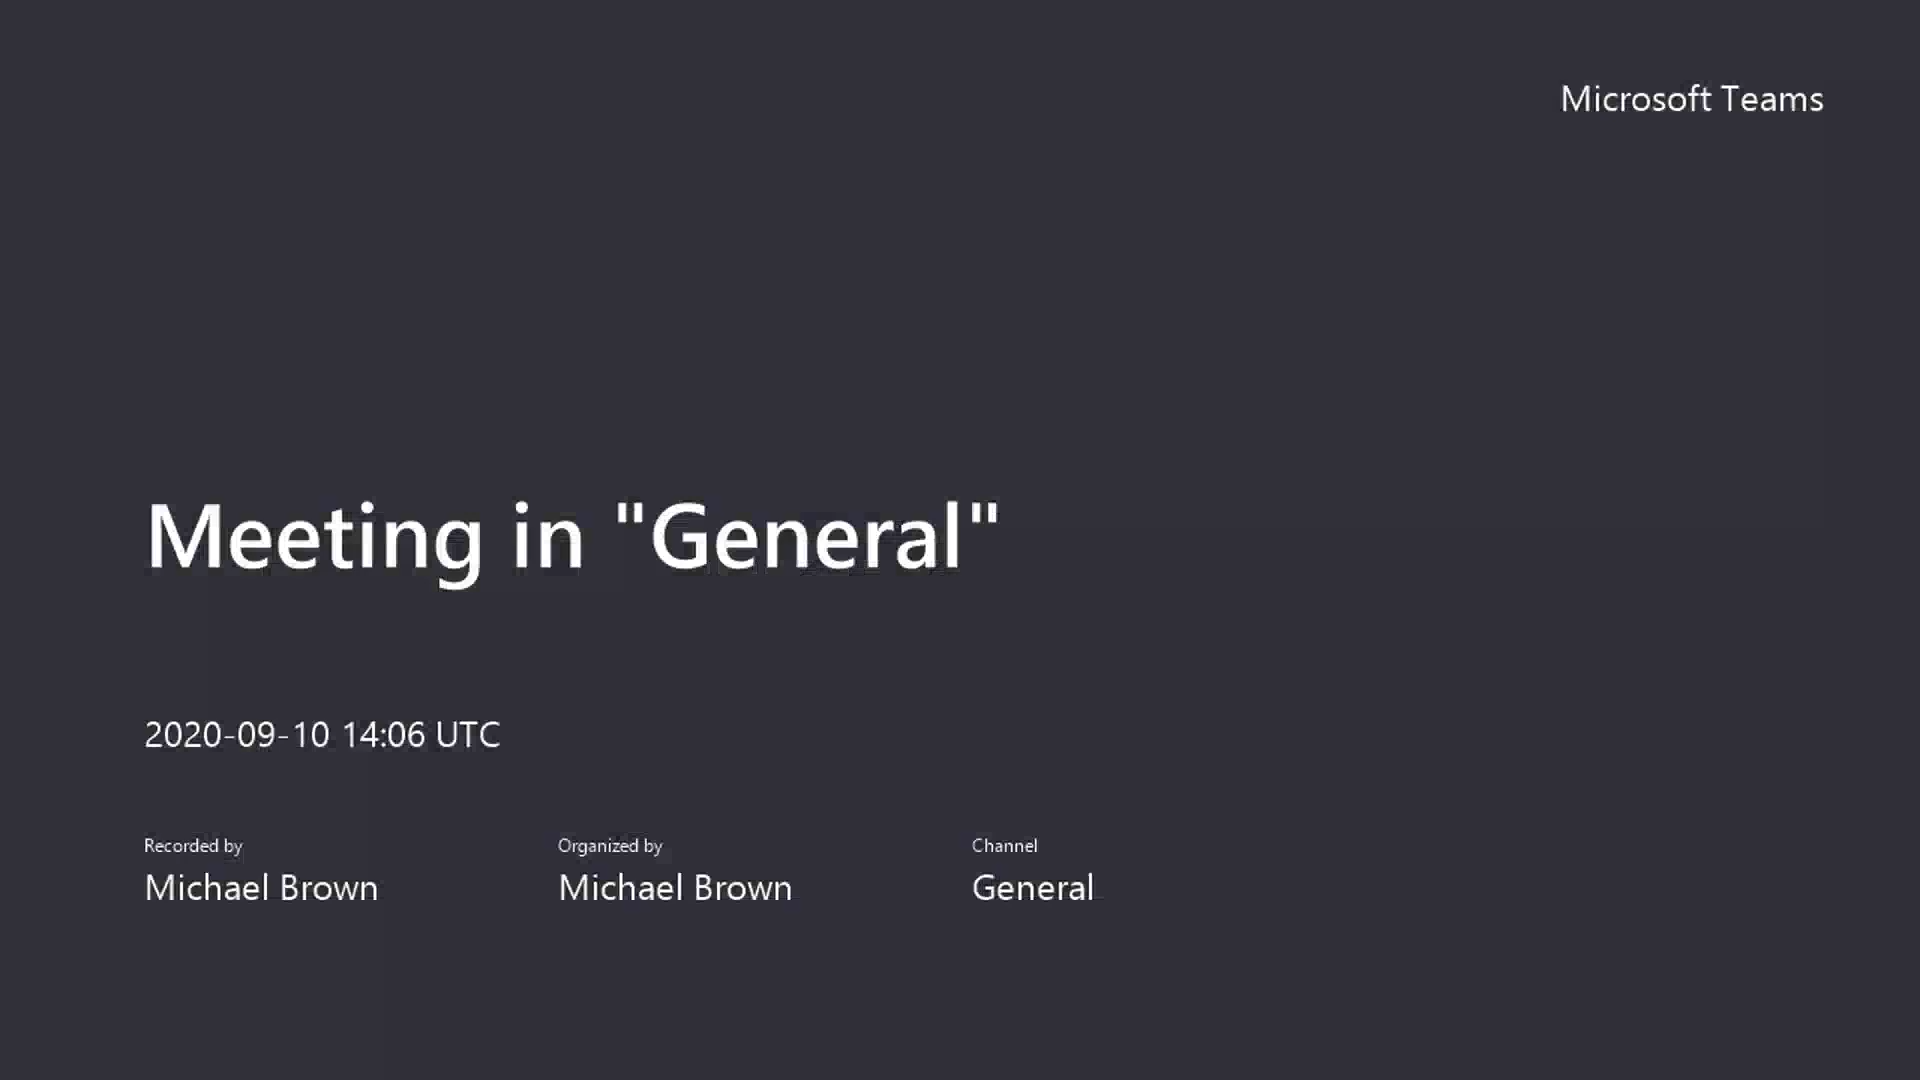 Microsoft Teams
Meeting in "General"
2020-09-10 14:06 UTC
Recorded by
Michael Brown
Organized by
Michael Brown
Channel
General